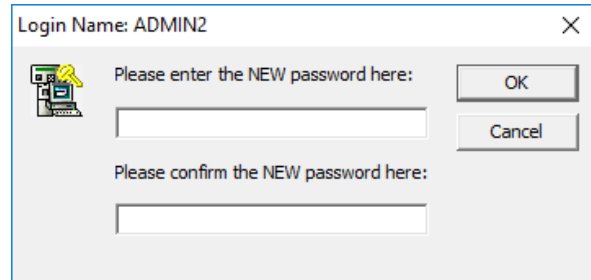 Login Name: ADMIN2
Please enter the NEW password here:
OK
Cancel
Please confirm the NEW password here: